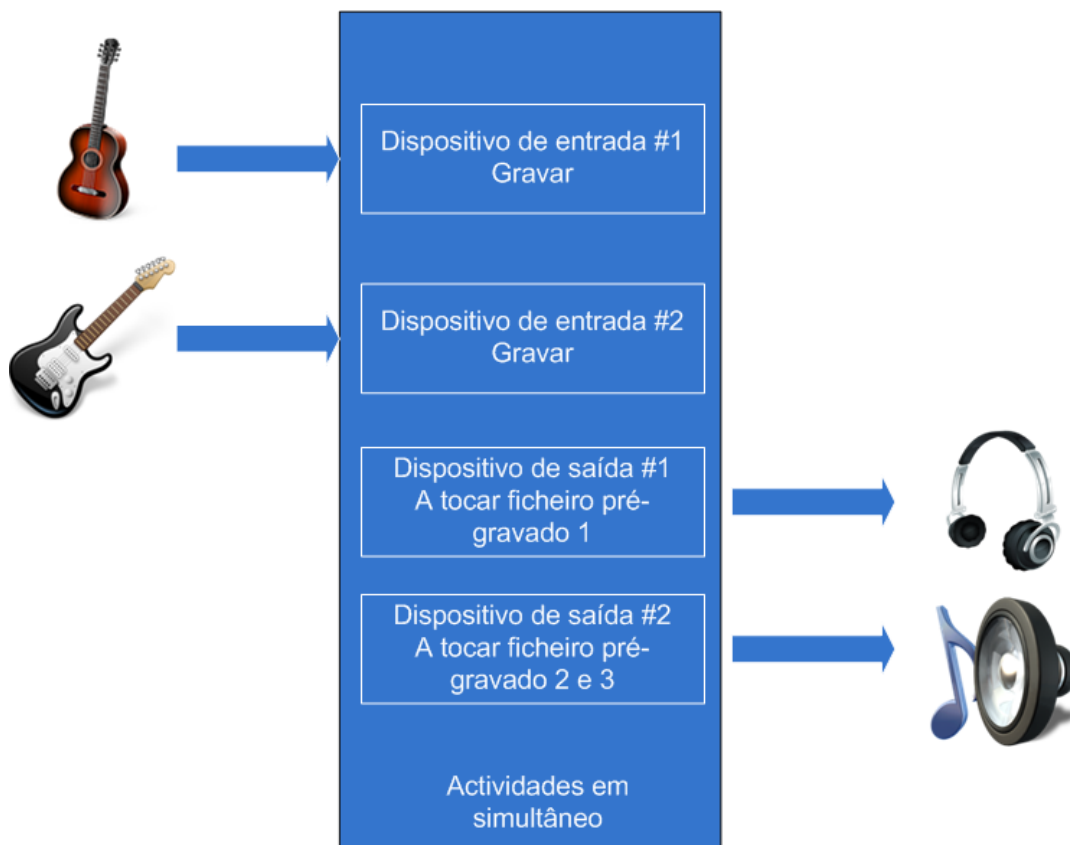 Dispositivo de entrada #1
Gravar
Dispositivo de entrada #2
Gravar
Dispositivo de saída #1
A tocar ficheiro pré-
gravado 1
Dispositivo de saída #2
A tocar ficheiro pré-
gravado 2 e 3
Actividades em
simultâneo